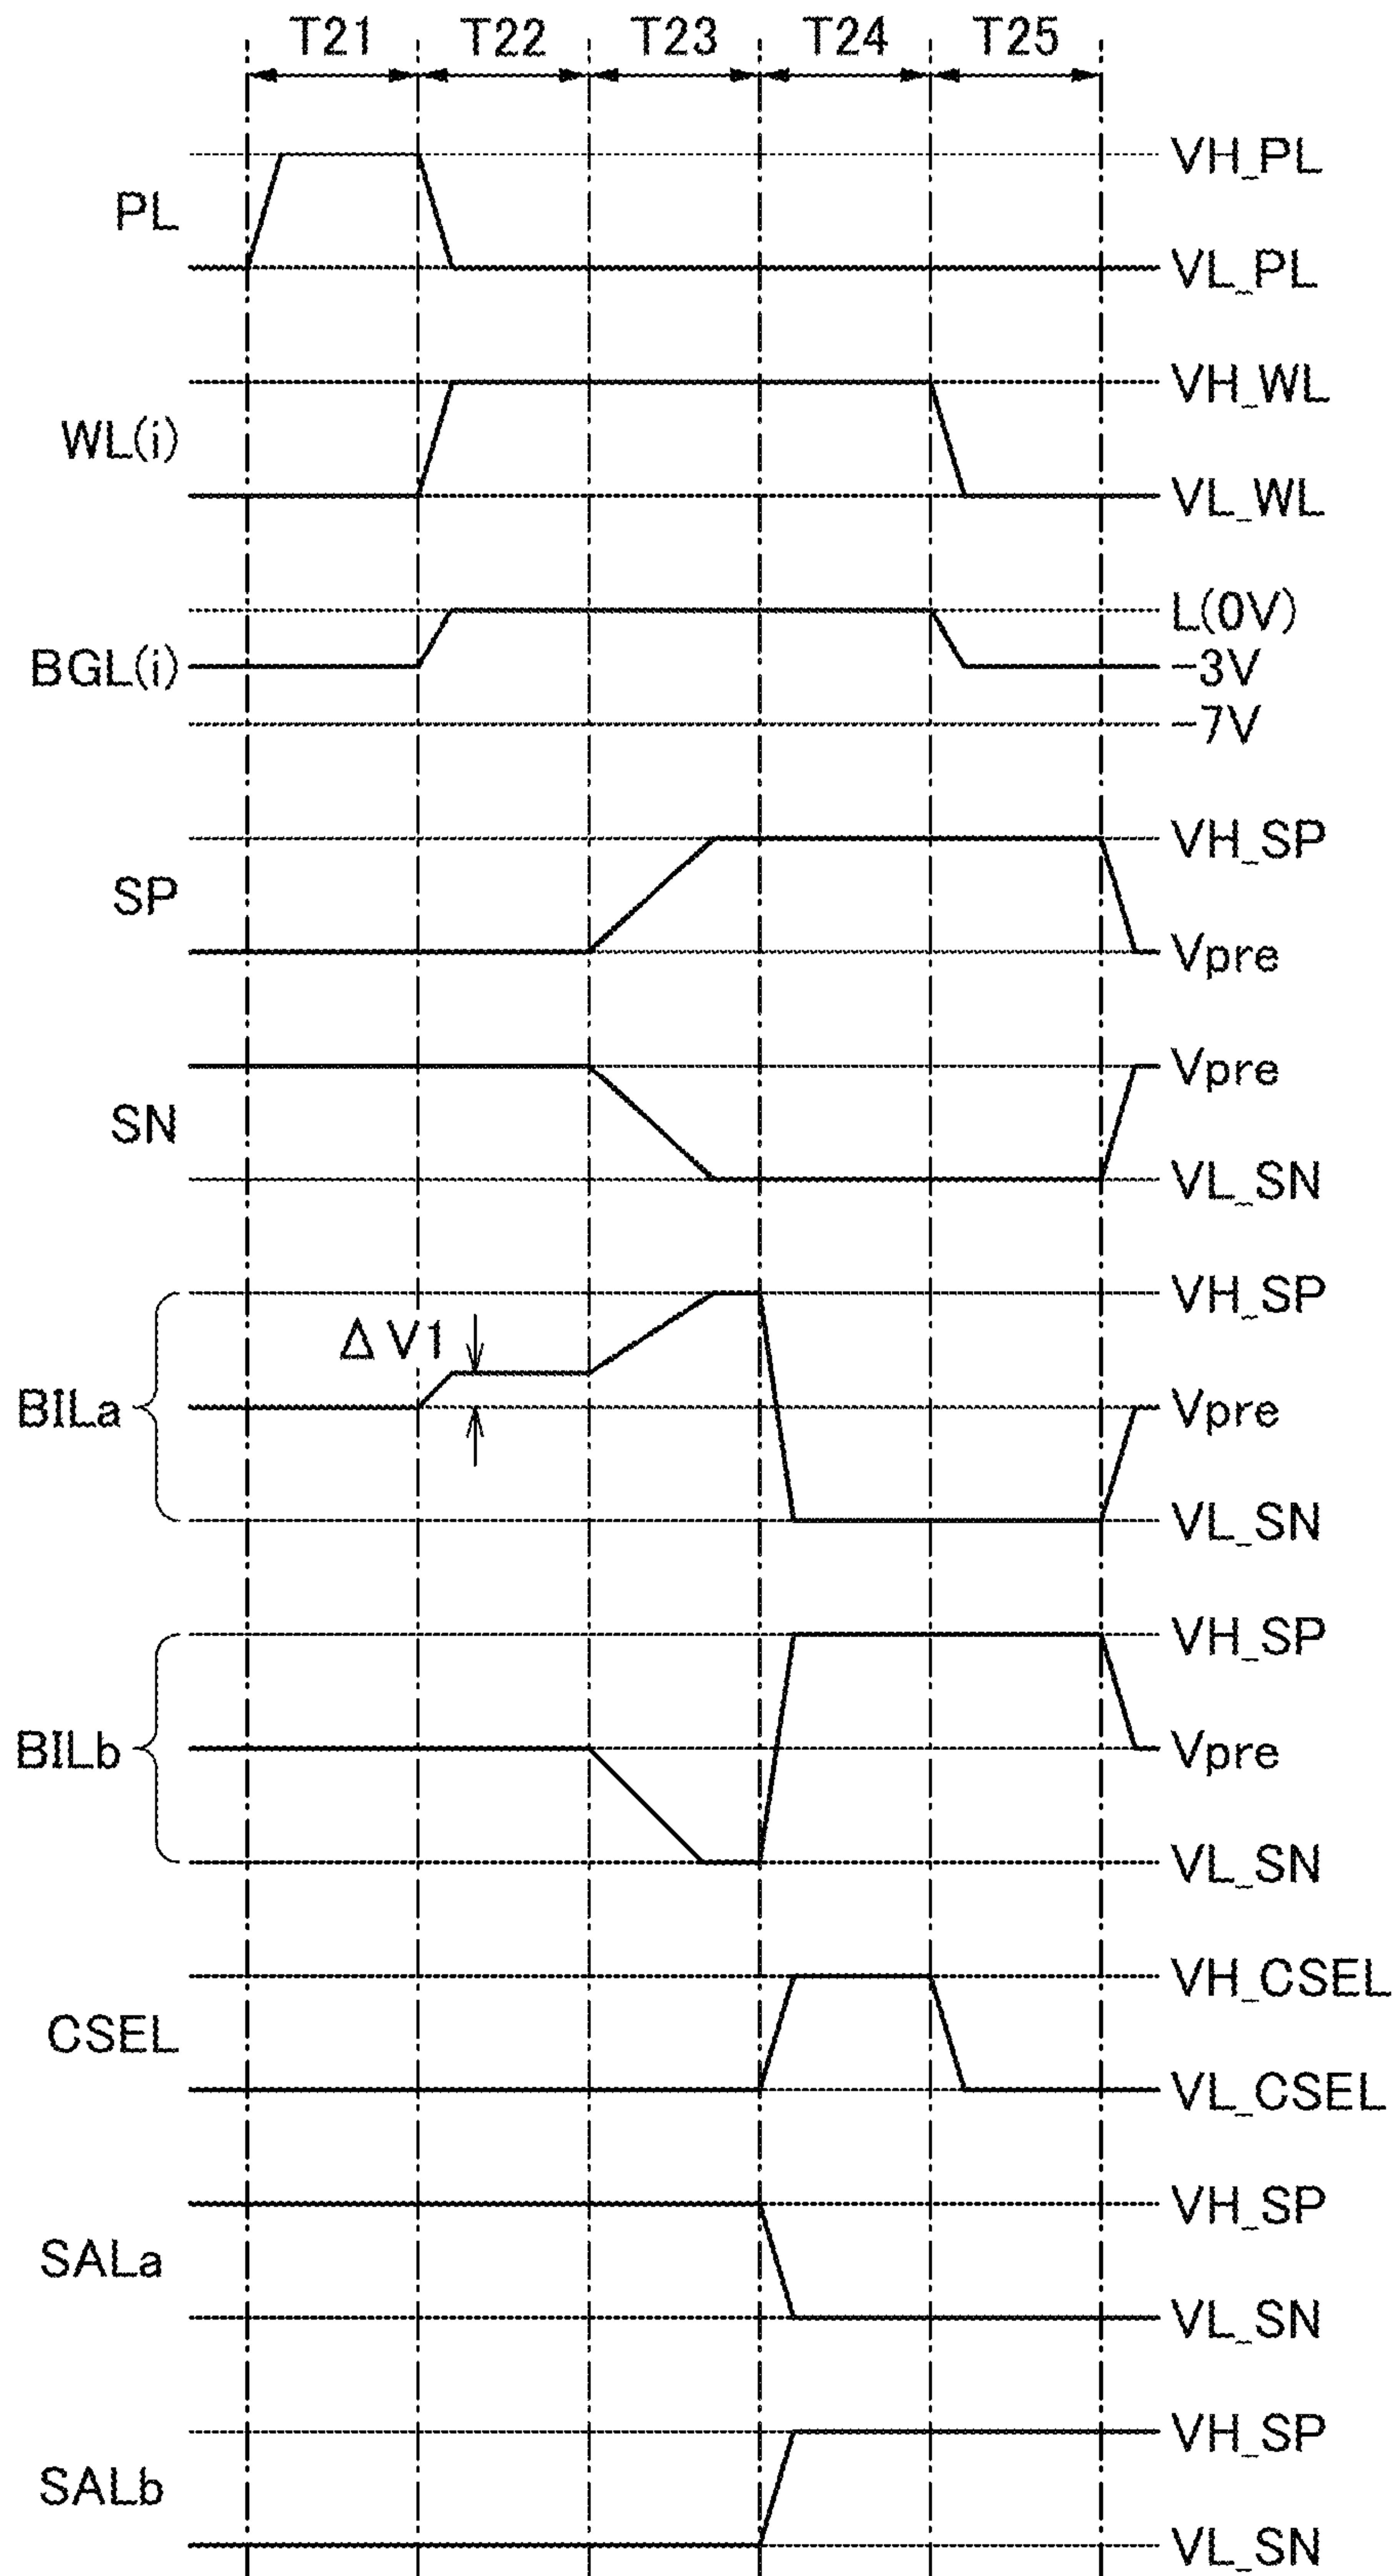 T21 T22 T23 T24 T25
VH_PL
PL
VL_PL
VH_WL
WL(i)
VL_WL
L(0V)
BGL(i)
-3V
-7V
VH_SP
SP
Vpre
Vpre
SN
VL_SN
VH_SP
ΔV1
BILa
Vpre
VL_SN
VH_SP
BILb
Vpre
VL_SN
VH_CSEL
CSEL
VL_CSEL
VH_SP
SALa
VL_SN
VH_SP
SALb
VL_SN